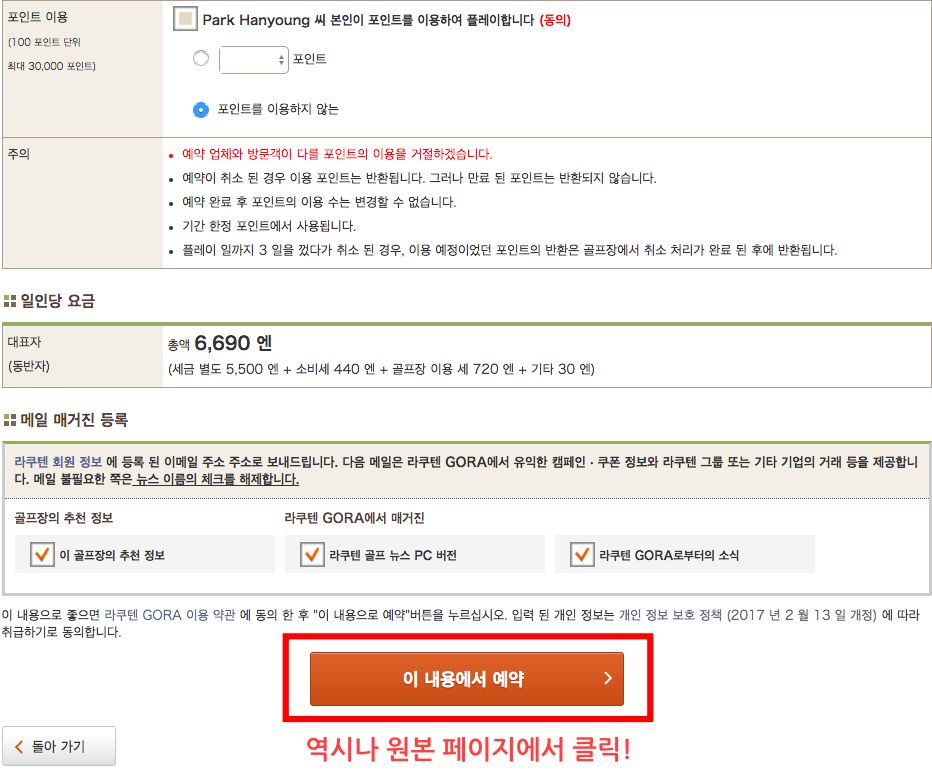 포인트 이용
(100 포인트 단위
최대 30,000 포인트)
Park Hanyoung 씨 본인이 포인트를 이용하여 플레이합니다 (동의)
포인트
포인트를 이용하지 않는
주의
예약 업체와 방문객이 다를 포인트의 이용을 거절하겠습니다.
예약이 취소 된 경우 이용 포인트는 반환됩니다. 그러나 만료 된 포인트는 반환되지 않습니다.
예약 완료 후 포인트의 이용 수는 변경할 수 없습니다.
기간 한정 포인트에서 사용됩니다.
플레이 일까지 3 일을 껐다가 취소 된 경우, 이용 예정이었던 포인트의 반환은 골프장에서 취소 처리가 완료 된 후에 반환됩니다.
일인당 요금
대표자
(동반자)
총액 6,690 엔
(세금 별도 5,500 엔 + 소비세 440 엔 + 골프장 이용 세 720 엔 + 기타 30 엔)
메일 매거진 등록
라쿠텐 회원 정보 에 등록 된 이메일 주소 주소로 보내드립니다. 다음 메일은 라쿠텐 GORA에서 유익한 캠페인 · 쿠폰 정보와 라쿠텐 그룹 또는 기타 기업의 거래 등을 제공합니
다. 메일 불필요한 쪽은 뉴스 이름의 체크를 해제합니다.
골프장의 추천 정보
라쿠텐 GORA에서 매거진
이 골프장의 추천 정보
라쿠텐 골프 뉴스 PC 버전
라쿠텐 GORA로부터의 소식
이 내용으로 좋으면 라쿠텐 GORA 이용 약관 에 동의 한 후 "이 내용으로 예약"버튼을 누르십시오. 입력 된 개인 정보는 개인 정보 보호 정책 (2017 년 2 월 13 일 개정) 에 따라
취급하기로 동의합니다.
이 내용에서 예약
돌아 가기
역시나 원본 페이지에서 클릭!